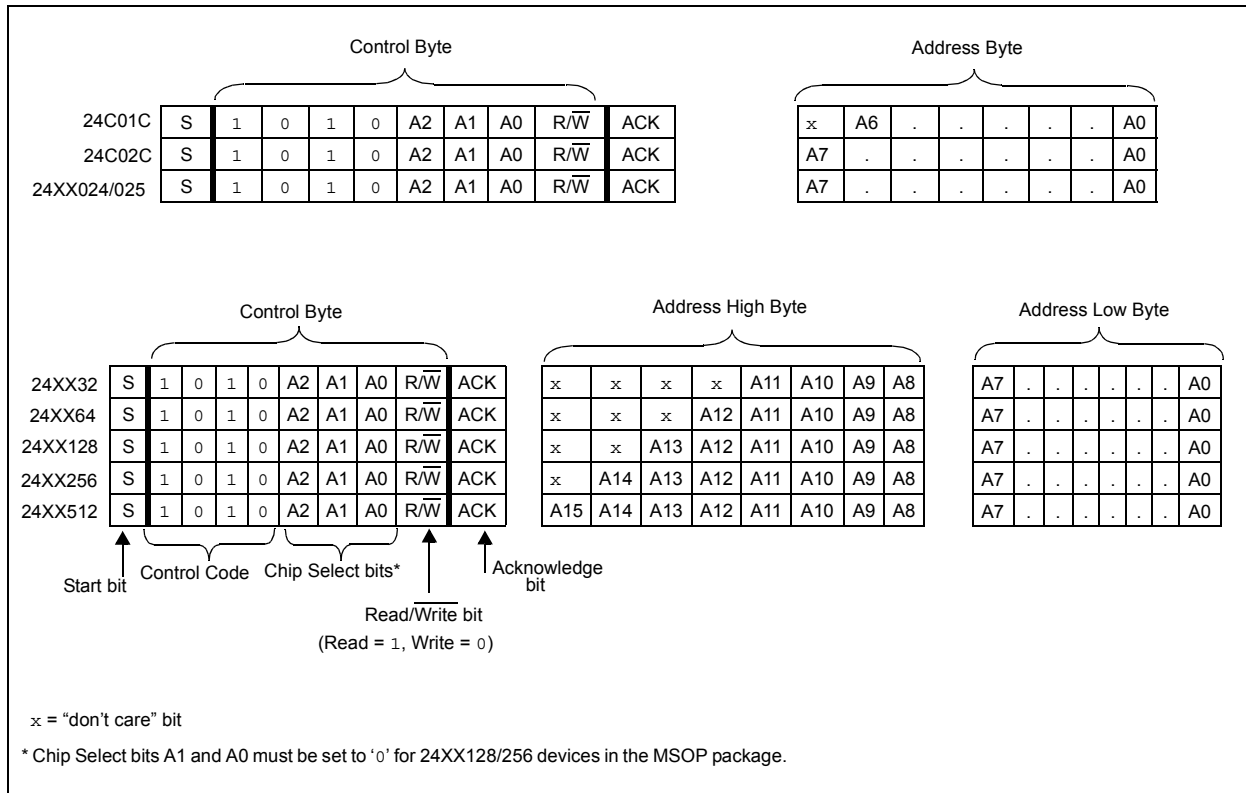 Control Byte Address Byte
24C01C S 1 0 1 0 A2 A1 A0 R/W̅ ACK x A6 . . . . . A0
24C02C S 1 0 1 0 A2 A1 A0 R/W̅ ACK A7 . . . . . . A0
24XX024/025 S 1 0 1 0 A2 A1 A0 R/W̅ ACK A7 . . . . . . A0
Control Byte Address High Byte Address Low Byte
24XX32 S 1 0 1 0 A2 A1 A0 R/W̅ ACK x x x x A11 A10 A9 A8 A7 . . . . . . A0
24XX64 S 1 0 1 0 A2 A1 A0 R/W̅ ACK x x x A12 A11 A10 A9 A8 A7 . . . . . . A0
24XX128 S 1 0 1 0 A2 A1 A0 R/W̅ ACK x x A13 A12 A11 A10 A9 A8 A7 . . . . . . A0
24XX256 S 1 0 1 0 A2 A1 A0 R/W̅ ACK x A14 A13 A12 A11 A10 A9 A8 A7 . . . . . . A0
24XX512 S 1 0 1 0 A2 A1 A0 R/W̅ ACK A15 A14 A13 A12 A11 A10 A9 A8 A7 . . . . . . A0
Start bit Control Code Chip Select bits* Acknowledge
bit
Read/W̅r̅i̅t̅e̅ bit
(Read = 1, Write = 0)
x = “don’t care” bit
* Chip Select bits A1 and A0 must be set to ‘0’ for 24XX128/256 devices in the MSOP package.